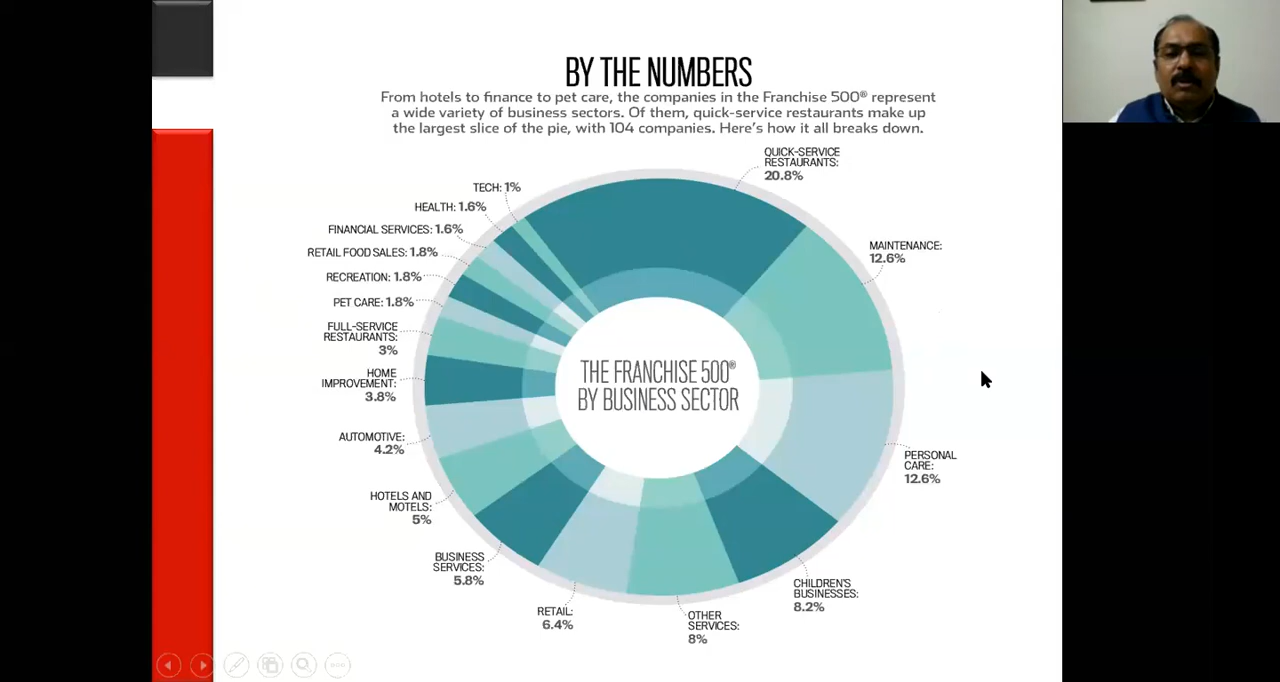 BY THE NUMBERS
From hotels to finance to pet care, the companies in the Franchise 500® represent
a wide variety of business sectors. Of them, quick-service restaurants make up
the largest slice of the pie, with 104 companies. Here's how it all breaks down.
QUICK-SERVICE
RESTAURANTS:
20.8%
MAINTENANCE:
12.6%
PERSONAL
CARE:
12.6%
CHILDREN'S
BUSINESSES:
8.2%
OTHER
SERVICES:
8%
RETAIL:
6.4%
BUSINESS
SERVICES:
5.8%
HOTELS AND
MOTELS:
5%
AUTOMOTIVE:
4.2%
HOME
IMPROVEMENT:
3.8%
FULL-SERVICE
RESTAURANTS:
3%
PET CARE: 1.8%
RECREATION: 1.8%
RETAIL FOOD SALES: 1.8%
FINANCIAL SERVICES: 1.6%
HEALTH: 1.6%
TECH: 1%
THE FRANCHISE 500®
BY BUSINESS SECTOR